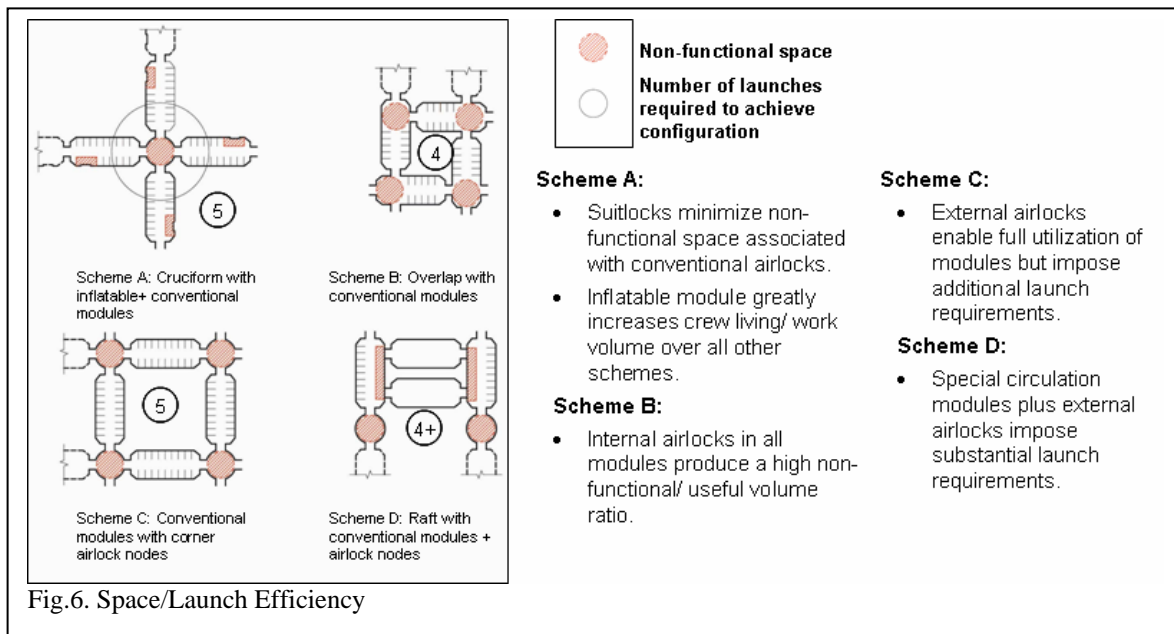 5
Scheme A: Cruiform with
inflatable+ conventional
modules
4
Scheme B: Overlap with
conventional modules
5
Scheme C: Conventional
modules with corner
airlock nodes
4+
Scheme D: Raft with
conventional modules +
airlock nodes
Non-functional space
Number of launches
required to achieve
configuration
Scheme A:
• Suitlocks minimize non-
functional space associated
with conventional airlocks.
• Inflatable module greatly
increases crew living/ work
volume over all other
schemes.
Scheme B:
• Internal airlocks in all
modules produce a high non-
functional/ useful volume
ratio.
Scheme C:
• External airlocks
enable full utilization of
modules but impose
additional launch
requirements.
Scheme D:
• Special circulation
modules plus external
airlocks impose
substantial launch
requirements.
Fig.6. Space/Launch Efficiency